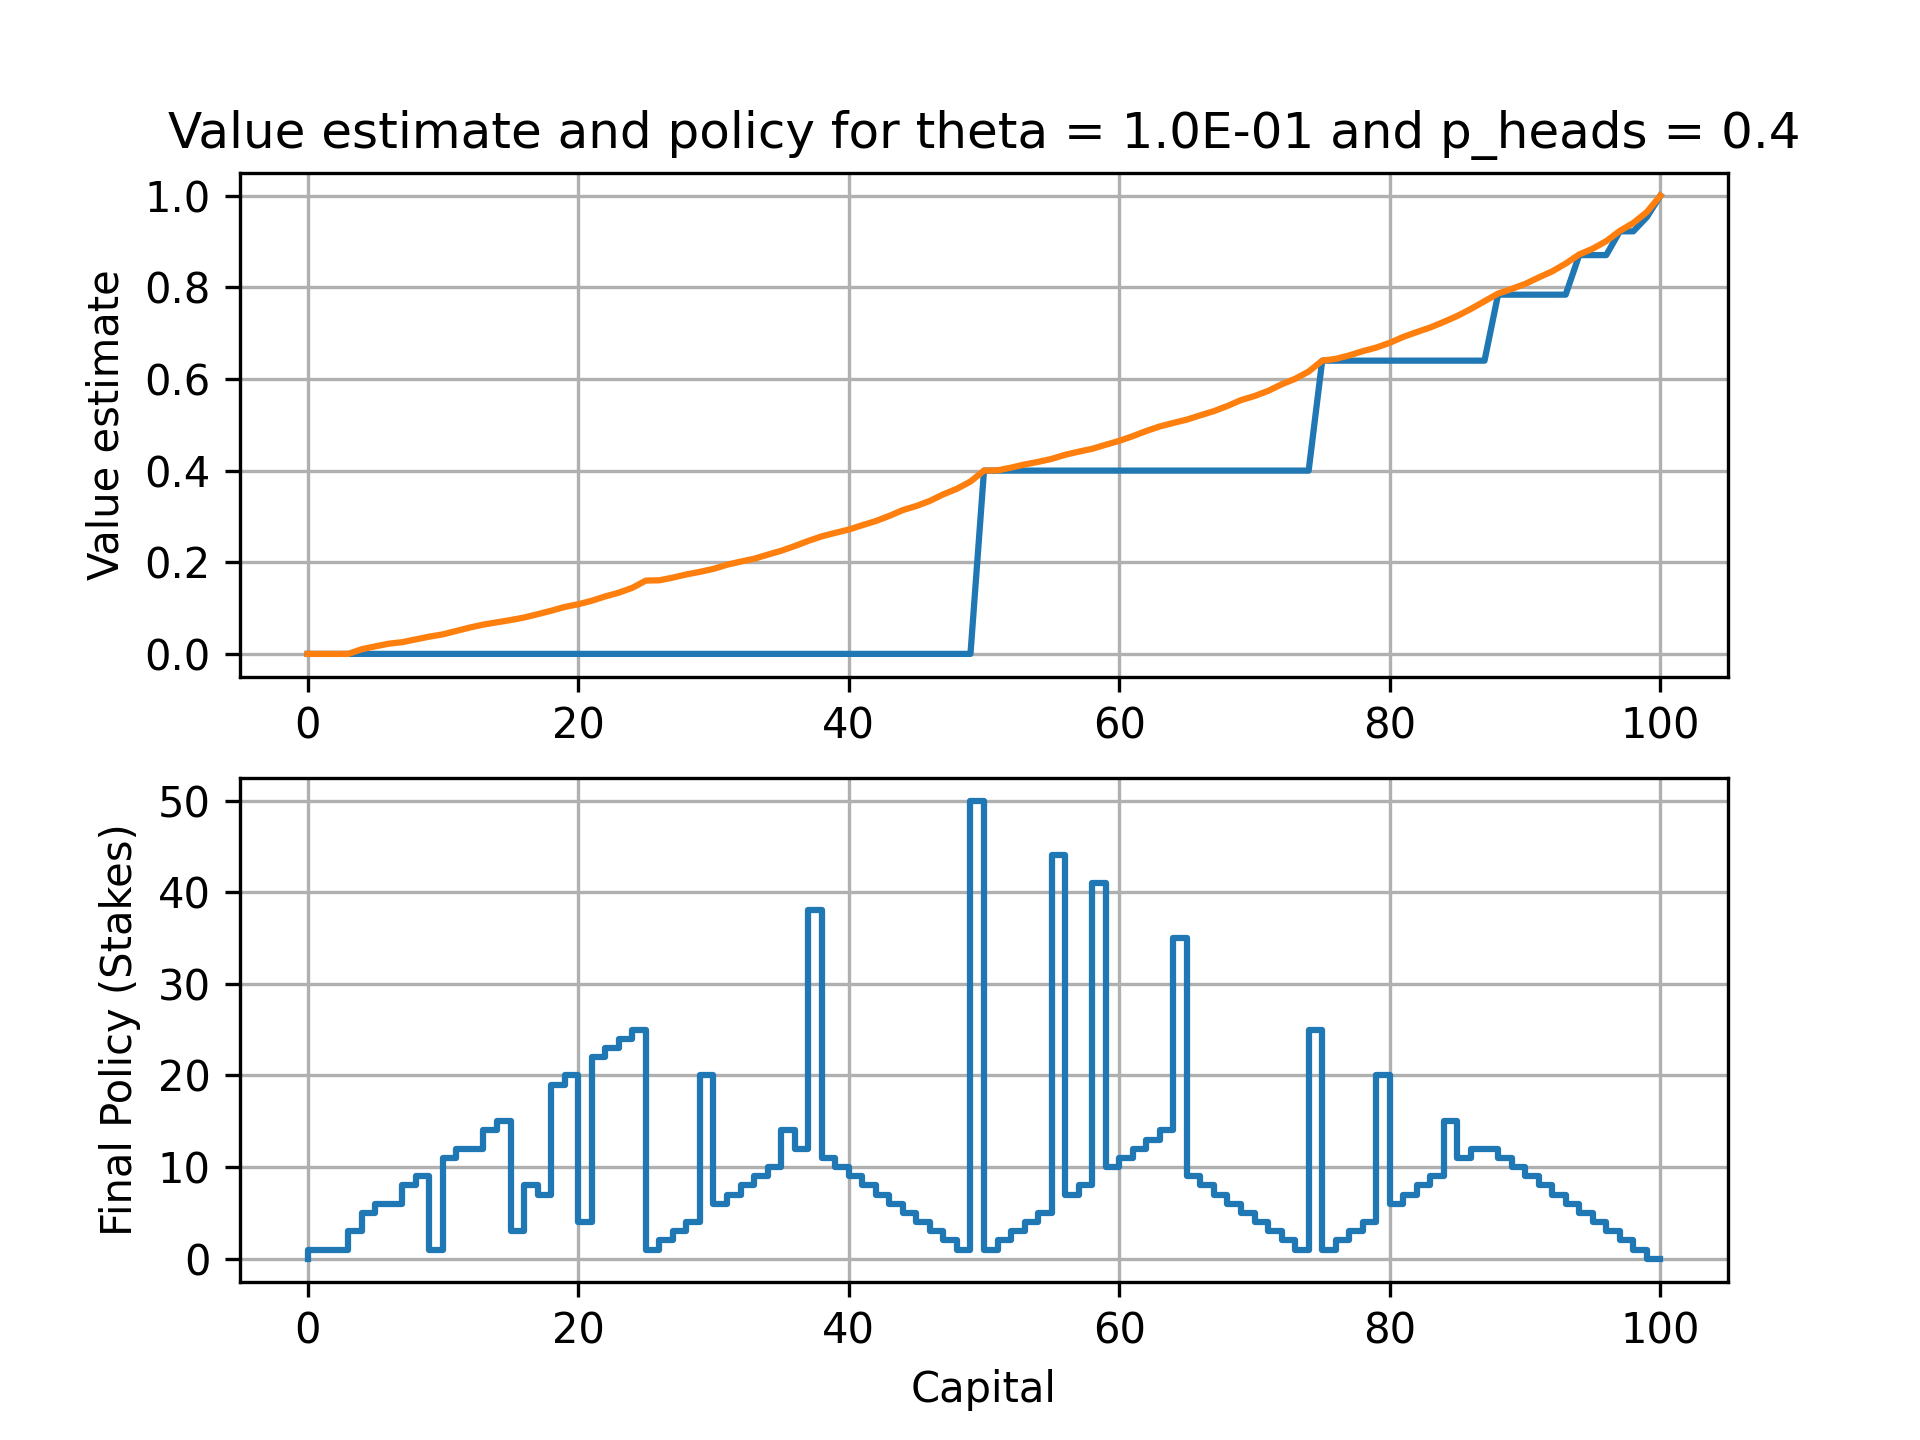 Value estimate and policy for theta = 1.0E-01 and p_heads = 0.4
Value estimate
1.0
0.8
0.6
0.4
0.2
0.0
0 20 40 60 80 100
Final Policy (Stakes)
50
40
30
20
10
0
0 20 40 60 80 100
Capital